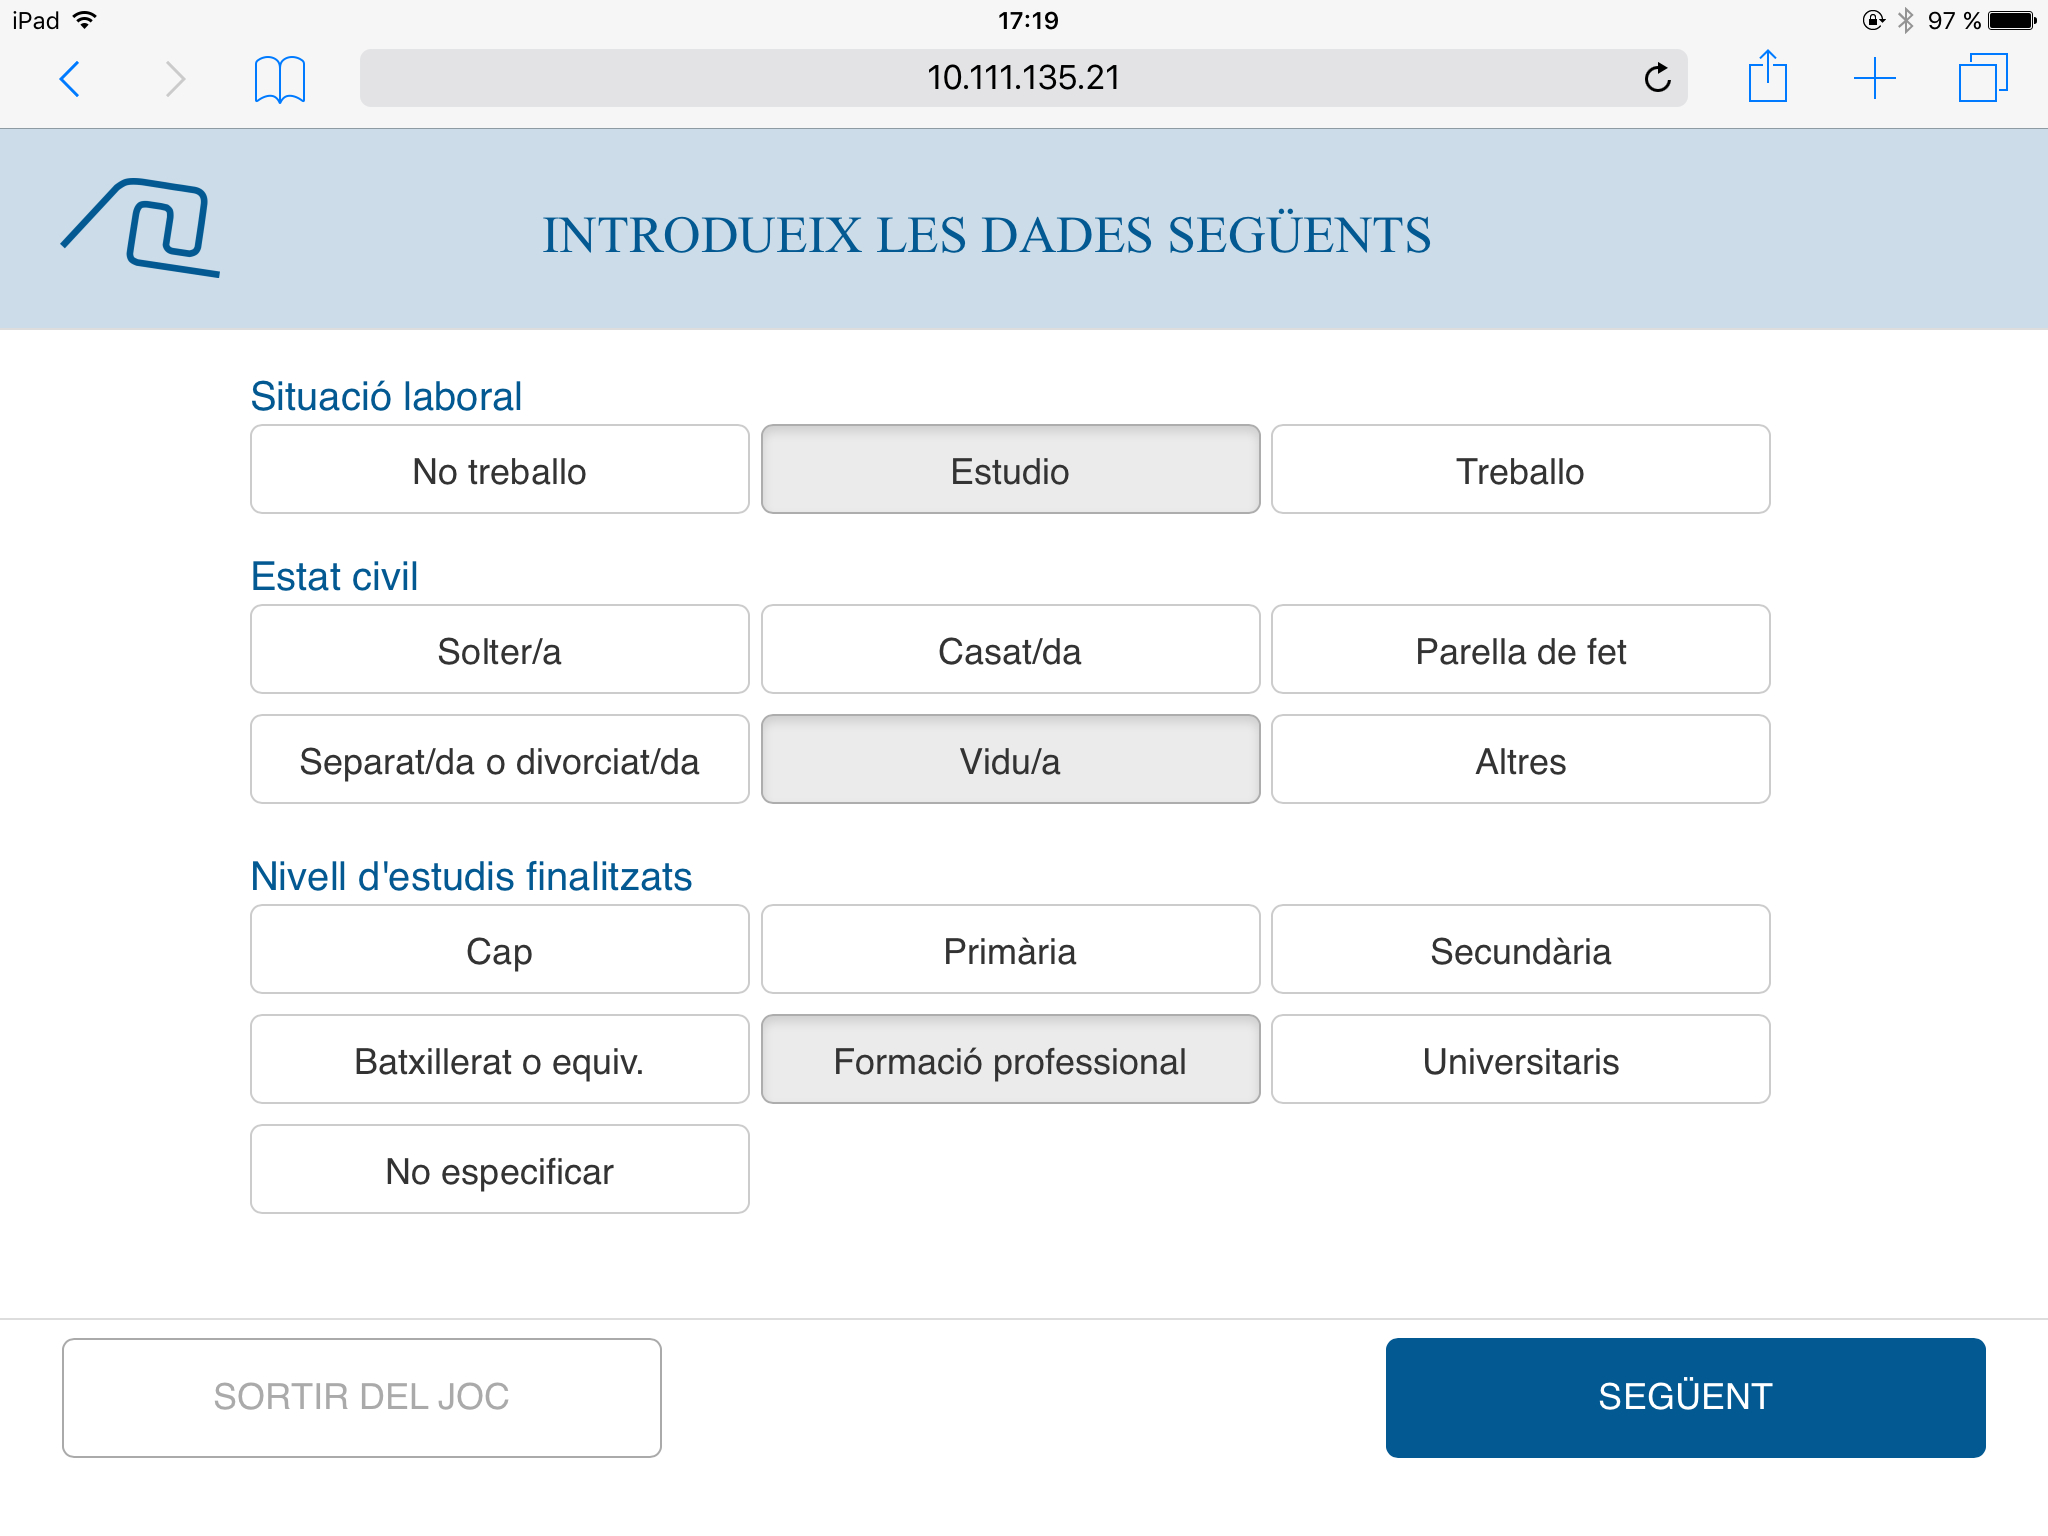 iPad 17:19 97 %
10.111.135.21
INTRODUEIX LES DADES SEGÜENTS
Situació laboral
No treballo Estudio Treballo
Estat civil
Solter/a Casat/da Parella de fet
Separat/da o divorciat/da Vidu/a Altres
Nivell d'estudis finalitzats
Cap Primària Secundària
Batxillerat o equiv. Formació professional Universitaris
No especificar
SORTIR DEL JOC SEGÜENT